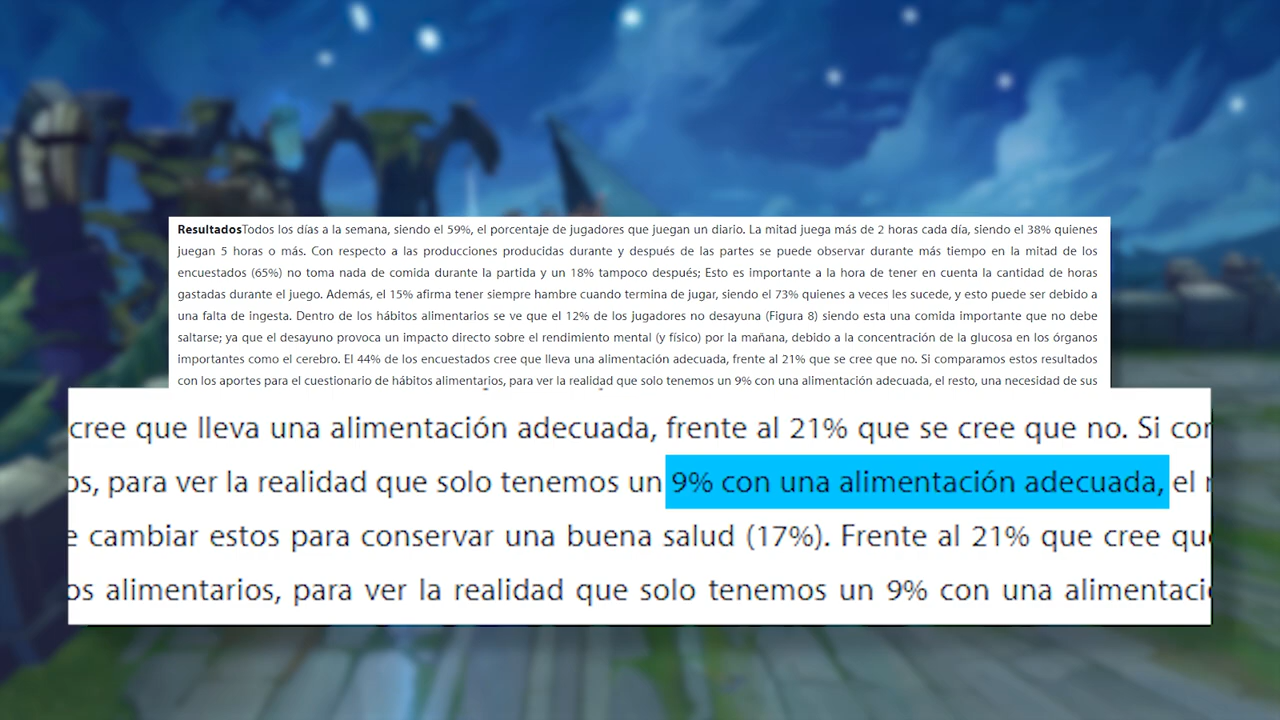 ResultadosTodos los días a la semana, siendo el 59%, el porcentaje de jugadores que juegan un diario. La mitad juega más de 2 horas cada día, siendo el 38% quienes
juegan 5 horas o más. Con respecto a las producciones producidas durante y después de las partes se puede observar durante más tiempo en la mitad de los
encuestados (65%) no toma nada de comida durante la partida y un 18% tampoco después; Esto es importante a la hora de tener en cuenta la cantidad de horas
gastadas durante el juego. Además, el 15% afirma tener siempre hambre cuando termina de jugar, siendo el 73% quienes a veces les sucede, y esto puede ser debido a
una falta de ingesta. Dentro de los hábitos alimentarios se ve que el 12% de los jugadores no desayuna (Figura 8) siendo esta una comida importante que no debe
saltarse; ya que el desayuno provoca un impacto directo sobre el rendimiento mental (y físico) por la mañana, debido a la concentración de la glucosa en los órganos
importantes como el cerebro. El 44% de los encuestados cree que lleva una alimentación adecuada, frente al 21% que se cree que no. Si comparamos estos resultados
con los aportes para el cuestionario de hábitos alimentarios, para ver la realidad que solo tenemos un 9% con una alimentación adecuada, el resto, una necesidad de sus
cree que lleva una alimentación adecuada, frente al 21% que se cree que no. Si
para ver la realidad que solo tenemos un 9% con una alimentación adecuada, el
cambiar estos para conservar una buena salud (17%). Frente al 21% que cree
alimentarios, para ver la realidad que solo tenemos un 9% con una